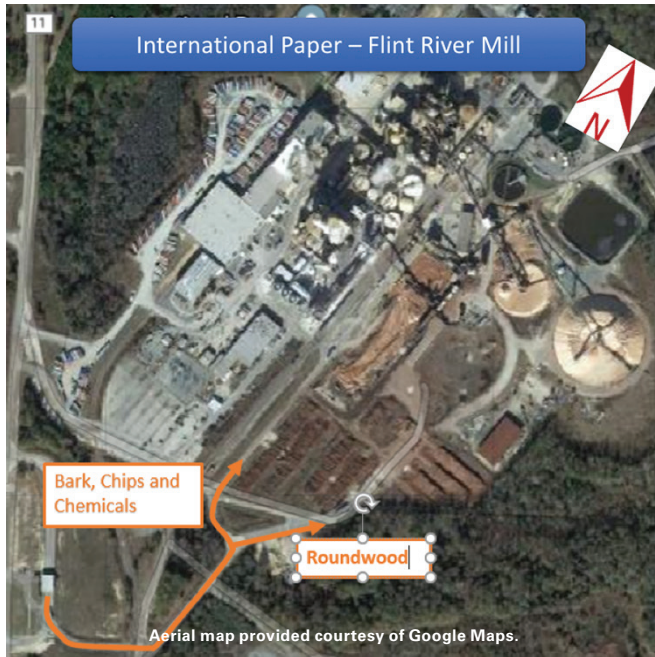 11
International Paper – Flint River Mill
N
Bark, Chips and
Chemicals
Roundwood
Aerial map provided courtesy of Google Maps.